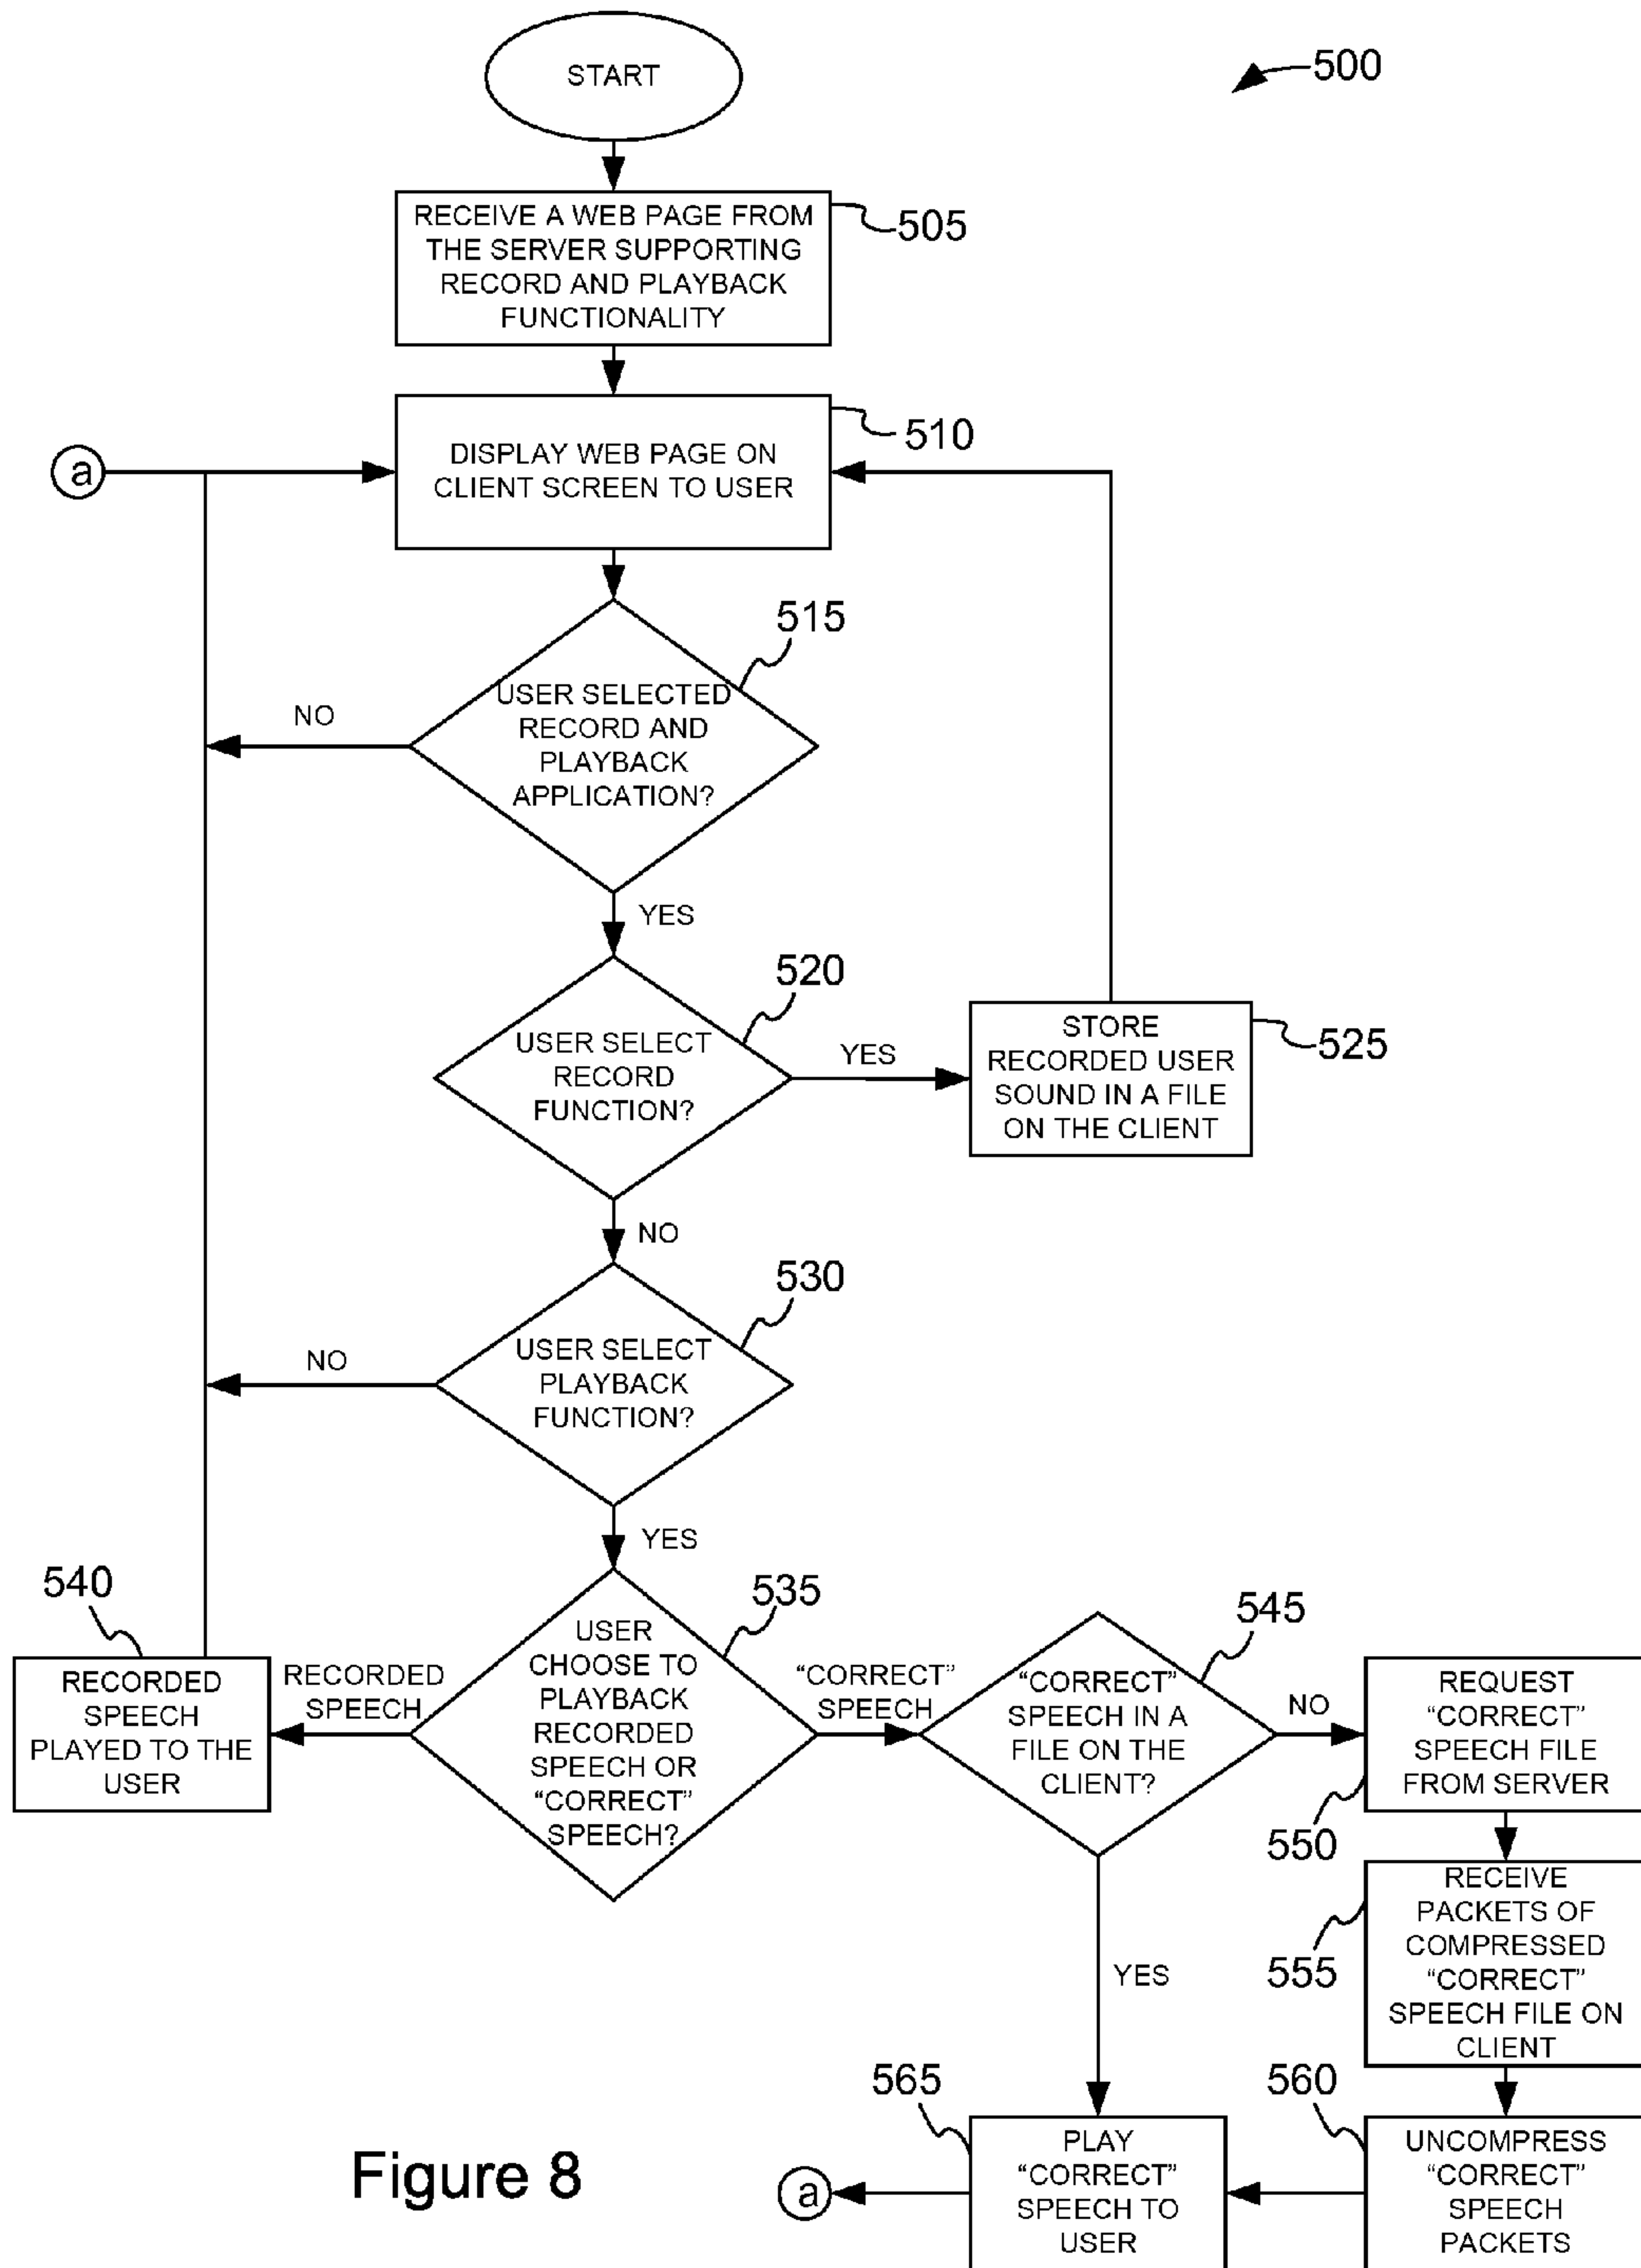 START
500
RECEIVE A WEB PAGE FROM
THE SERVER SUPPORTING
RECORD AND PLAYBACK
FUNCTIONALITY
505
DISPLAY WEB PAGE ON
CLIENT SCREEN TO USER
510
a
USER SELECTED
RECORD AND
PLAYBACK
APPLICATION?
515
NO
YES
USER SELECT
RECORD
FUNCTION?
520
YES
STORE
RECORDED USER
SOUND IN A FILE
ON THE CLIENT
525
NO
USER SELECT
PLAYBACK
FUNCTION?
530
NO
YES
540
RECORDED
SPEECH
PLAYED TO THE
USER
RECORDED
SPEECH
USER
CHOOSE TO
PLAYBACK
RECORDED
SPEECH OR
“CORRECT”
SPEECH?
535
“CORRECT”
SPEECH
“CORRECT”
SPEECH IN A
FILE ON THE
CLIENT?
545
NO
REQUEST
“CORRECT”
SPEECH FILE
FROM SERVER
550
RECEIVE
PACKETS OF
COMPRESSED
“CORRECT”
SPEECH FILE ON
CLIENT
555
YES
565
PLAY
“CORRECT”
SPEECH TO
USER
560
UNCOMPRESS
“CORRECT”
SPEECH
PACKETS
a
Figure 8